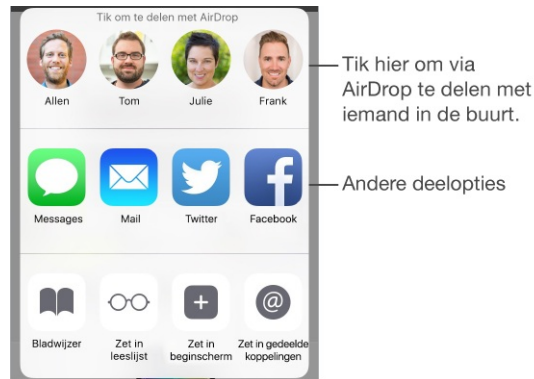 Tik om te delen met AirDrop
Allen Tom Julie Frank
Tik hier om via
AirDrop te delen met
iemand in de buurt.
Messages Mail Twitter Facebook
Andere deelopties
Bladwijzer Zet in leeslijst Zet in beginscherm Zet in gedeelde koppelingen